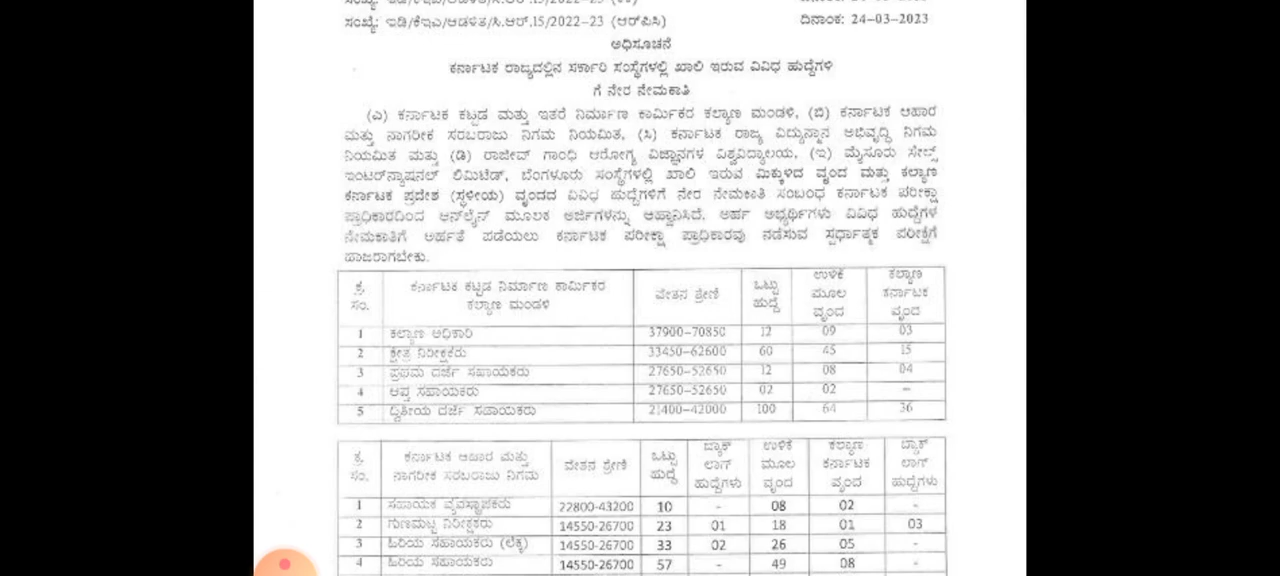 ಸಂಖ್ಯೆ: ಇಡಿ/ಕೆಇಎ/ಆಡಳಿತ/ಸಿ.ಆರ್.15/2022-23 (ಆರ್‌ಪಿಸಿ) ದಿನಾಂಕ: 24-03-2023
ಅಧಿಸೂಚನೆ
ಕರ್ನಾಟಕ ರಾಜ್ಯದಲ್ಲಿನ ಸರ್ಕಾರಿ ಸಂಸ್ಥೆಗಳಲ್ಲಿ ಖಾಲಿ ಇರುವ ವಿವಿಧ ಹುದ್ದೆಗಳಿ
ಗೆ ನೇರ ನೇಮಕಾತಿ
(ಎ) ಕರ್ನಾಟಕ ಕಟ್ಟಡ ಮತ್ತು ಇತರೆ ನಿರ್ಮಾಣ ಕಾರ್ಮಿಕರ ಕಲ್ಯಾಣ ಮಂಡಳಿ, (ಬಿ) ಕರ್ನಾಟಕ ಆಹಾರ
ಮತ್ತು ನಾಗರೀಕ ಸರಬರಾಜು ನಿಗಮ ನಿಯಮಿತ, (ಸಿ) ಕರ್ನಾಟಕ ರಾಜ್ಯ ವಿದ್ಯುನ್ಮಾನ ಅಭಿವೃದ್ಧಿ ನಿಗಮ
ನಿಯಮಿತ ಮತ್ತು (ಡಿ) ರಾಜೀವ್ ಗಾಂಧಿ ಆರೋಗ್ಯ ವಿಜ್ಞಾನಗಳ ವಿಶ್ವವಿದ್ಯಾಲಯ, (ಇ) ಮೈಸೂರು ಸೇಲ್ಸ್
ಇಂಟರ್‌ನ್ಯಾಷನಲ್ ಲಿಮಿಟೆಡ್, ಬೆಂಗಳೂರು ಸಂಸ್ಥೆಗಳಲ್ಲಿ ಖಾಲಿ ಇರುವ ಮಿಕ್ಕುಳಿದ ವೃಂದ ಮತ್ತು ಕಲ್ಯಾಣ
ಕರ್ನಾಟಕ ಪ್ರದೇಶ (ಸ್ಥಳೀಯ) ವೃಂದದ ವಿವಿಧ ಹುದ್ದೆಗಳಿಗೆ ನೇರ ನೇಮಕಾತಿ ಸಂಬಂಧ ಕರ್ನಾಟಕ ಪರೀಕ್ಷಾ
ಪ್ರಾಧಿಕಾರದಿಂದ ಆನ್‌ಲೈನ್ ಮೂಲಕ ಅರ್ಜಿಗಳನ್ನು ಆಹ್ವಾನಿಸಿದೆ. ಅರ್ಹ ಅಭ್ಯರ್ಥಿಗಳು ವಿವಿಧ ಹುದ್ದೆಗಳ
ನೇಮಕಾತಿಗೆ ಅರ್ಹತೆ ಪಡೆಯಲು ಕರ್ನಾಟಕ ಪರೀಕ್ಷಾ ಪ್ರಾಧಿಕಾರವು ನಡೆಸುವ ಸ್ಪರ್ಧಾತ್ಮಕ ಪರೀಕ್ಷೆಗೆ
ಹಾಜರಾಗಬೇಕು.
ಕ್ರ. ಸಂ. ಕರ್ನಾಟಕ ಕಟ್ಟಡ ನಿರ್ಮಾಣ ಕಾರ್ಮಿಕರ ಕಲ್ಯಾಣ ಮಂಡಳಿ ವೇತನ ಶ್ರೇಣಿ ಒಟ್ಟು ಹುದ್ದೆ ಉಳಿಕೆ ಮೂಲ ವೃಂದ ಕಲ್ಯಾಣ ಕರ್ನಾಟಕ ವೃಂದ
1 ಕಲ್ಯಾಣ ಅಧಿಕಾರಿ 37900-70850 12 09 03
2 ಕ್ಷೇತ್ರ ನಿರೀಕ್ಷಕರು 33450-62600 60 45 15
3 ಪ್ರಥಮ ದರ್ಜೆ ಸಹಾಯಕರು 27650-52650 12 08 04
4 ಆಪ್ತ ಸಹಾಯಕರು 27650-52650 02 02 -
5 ದ್ವಿತೀಯ ದರ್ಜೆ ಸಹಾಯಕರು 21400-42000 100 64 36
ಕ್ರ. ಸಂ. ಕರ್ನಾಟಕ ಆಹಾರ ಮತ್ತು ನಾಗರೀಕ ಸರಬರಾಜು ನಿಗಮ ವೇತನ ಶ್ರೇಣಿ ಒಟ್ಟು ಹುದ್ದೆ ಬ್ಯಾಕ್ ಲಾಗ್ ಹುದ್ದೆಗಳು ಉಳಿಕೆ ಮೂಲ ವೃಂದ ಕಲ್ಯಾಣ ಕರ್ನಾಟಕ ವೃಂದ ಬ್ಯಾಕ್ ಲಾಗ್ ಹುದ್ದೆಗಳು
1 ಸಹಾಯಕ ವ್ಯವಸ್ಥಾಪಕರು 22800-43200 10 - 08 02 -
2 ಗುಣಮಟ್ಟ ನಿರೀಕ್ಷಕರು 14550-26700 23 01 18 01 03
3 ಹಿರಿಯ ಸಹಾಯಕರು (ಲೆಕ್ಕ) 14550-26700 33 02 26 05 -
4 ಹಿರಿಯ ಸಹಾಯಕರು 14550-26700 57 - 49 08 -